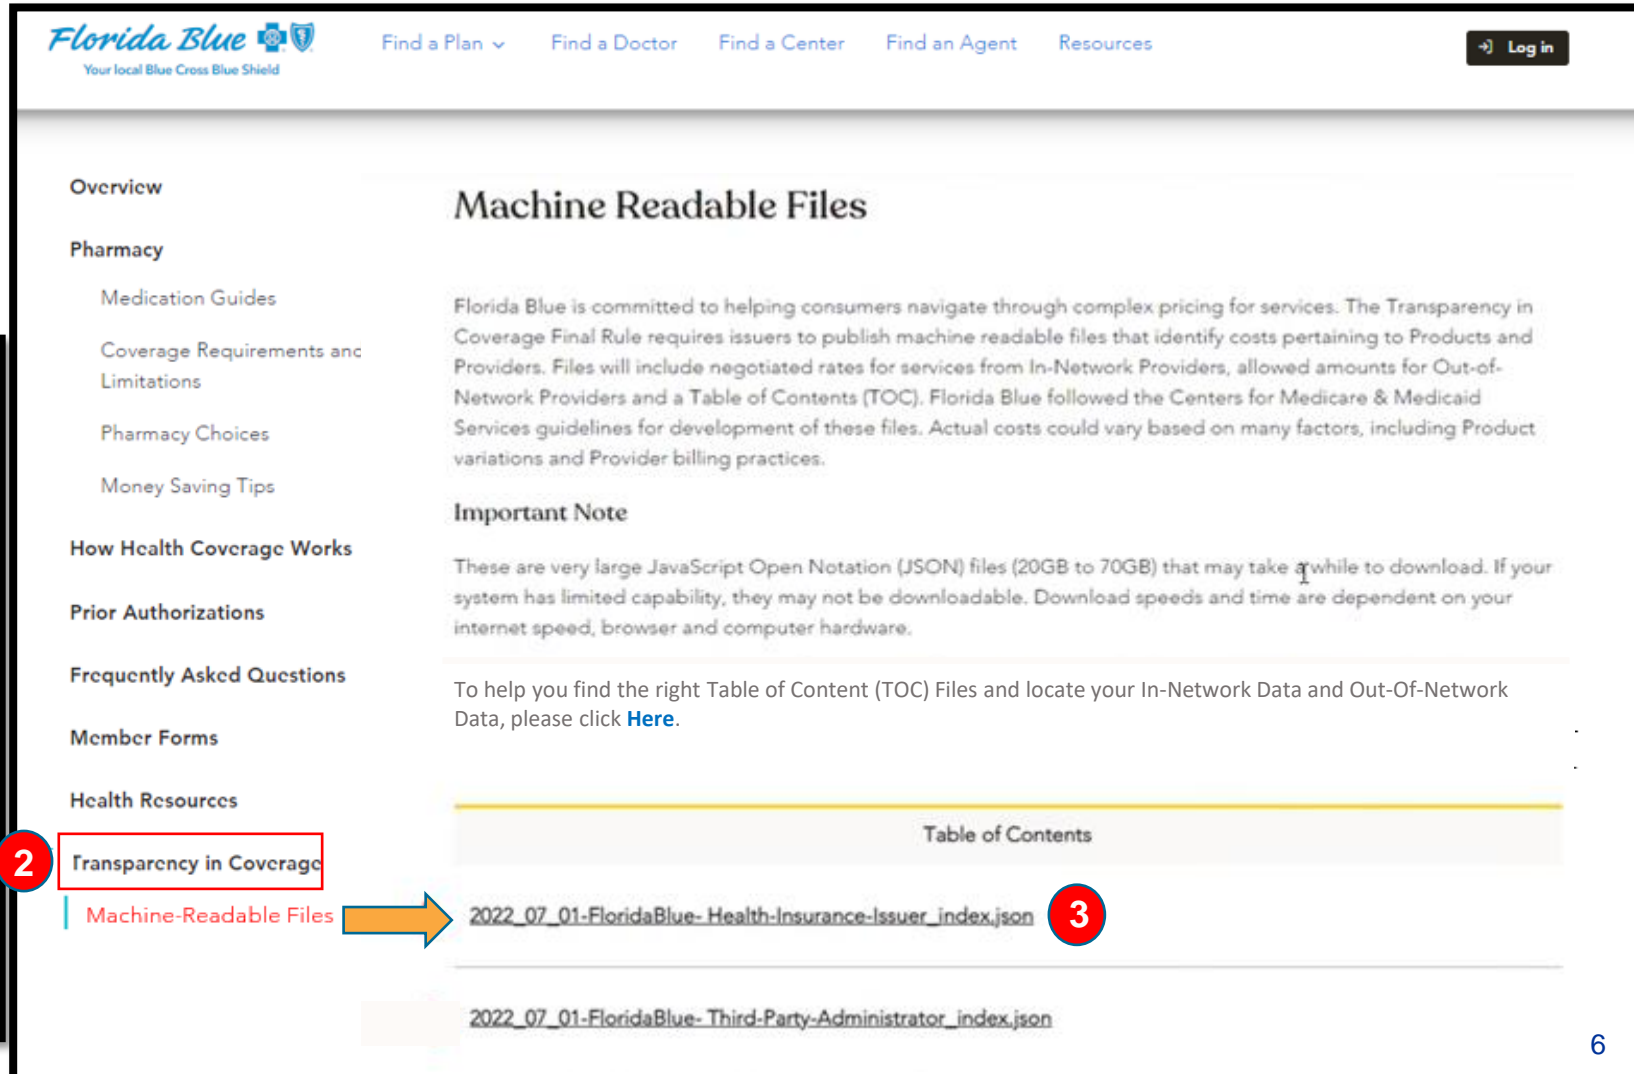 Florida Blue
Your local Blue Cross Blue Shield
Find a Plan
Find a Doctor
Find a Center
Find an Agent
Resources
Log in
Overview
Pharmacy
Medication Guides
Coverage Requirements and
Limitations
Pharmacy Choices
Money Saving Tips
How Health Coverage Works
Prior Authorizations
Frequently Asked Questions
Member Forms
Health Resources
2
Transparency in Coverage
Machine-Readable Files
Machine Readable Files
Florida Blue is committed to helping consumers navigate through complex pricing for services. The Transparency in
Coverage Final Rule requires issuers to publish machine readable files that identify costs pertaining to Products and
Providers. Files will include negotiated rates for services from In-Network Providers, allowed amounts for Out-of-
Network Providers and a Table of Contents (TOC). Florida Blue followed the Centers for Medicare & Medicaid
Services guidelines for development of these files. Actual costs could vary based on many factors, including Product
variations and Provider billing practices.
Important Note
These are very large JavaScript Open Notation (JSON) files (20GB to 70GB) that may take a while to download. If your
system has limited capability, they may not be downloadable. Download speeds and time are dependent on your
internet speed, browser and computer hardware.
To help you find the right Table of Content (TOC) Files and locate your In-Network Data and Out-Of-Network
Data, please click Here.
Table of Contents
2022_07_01-FloridaBlue- Health-Insurance-Issuer_index.json
3
2022_07_01-FloridaBlue- Third-Party-Administrator_index.json
6